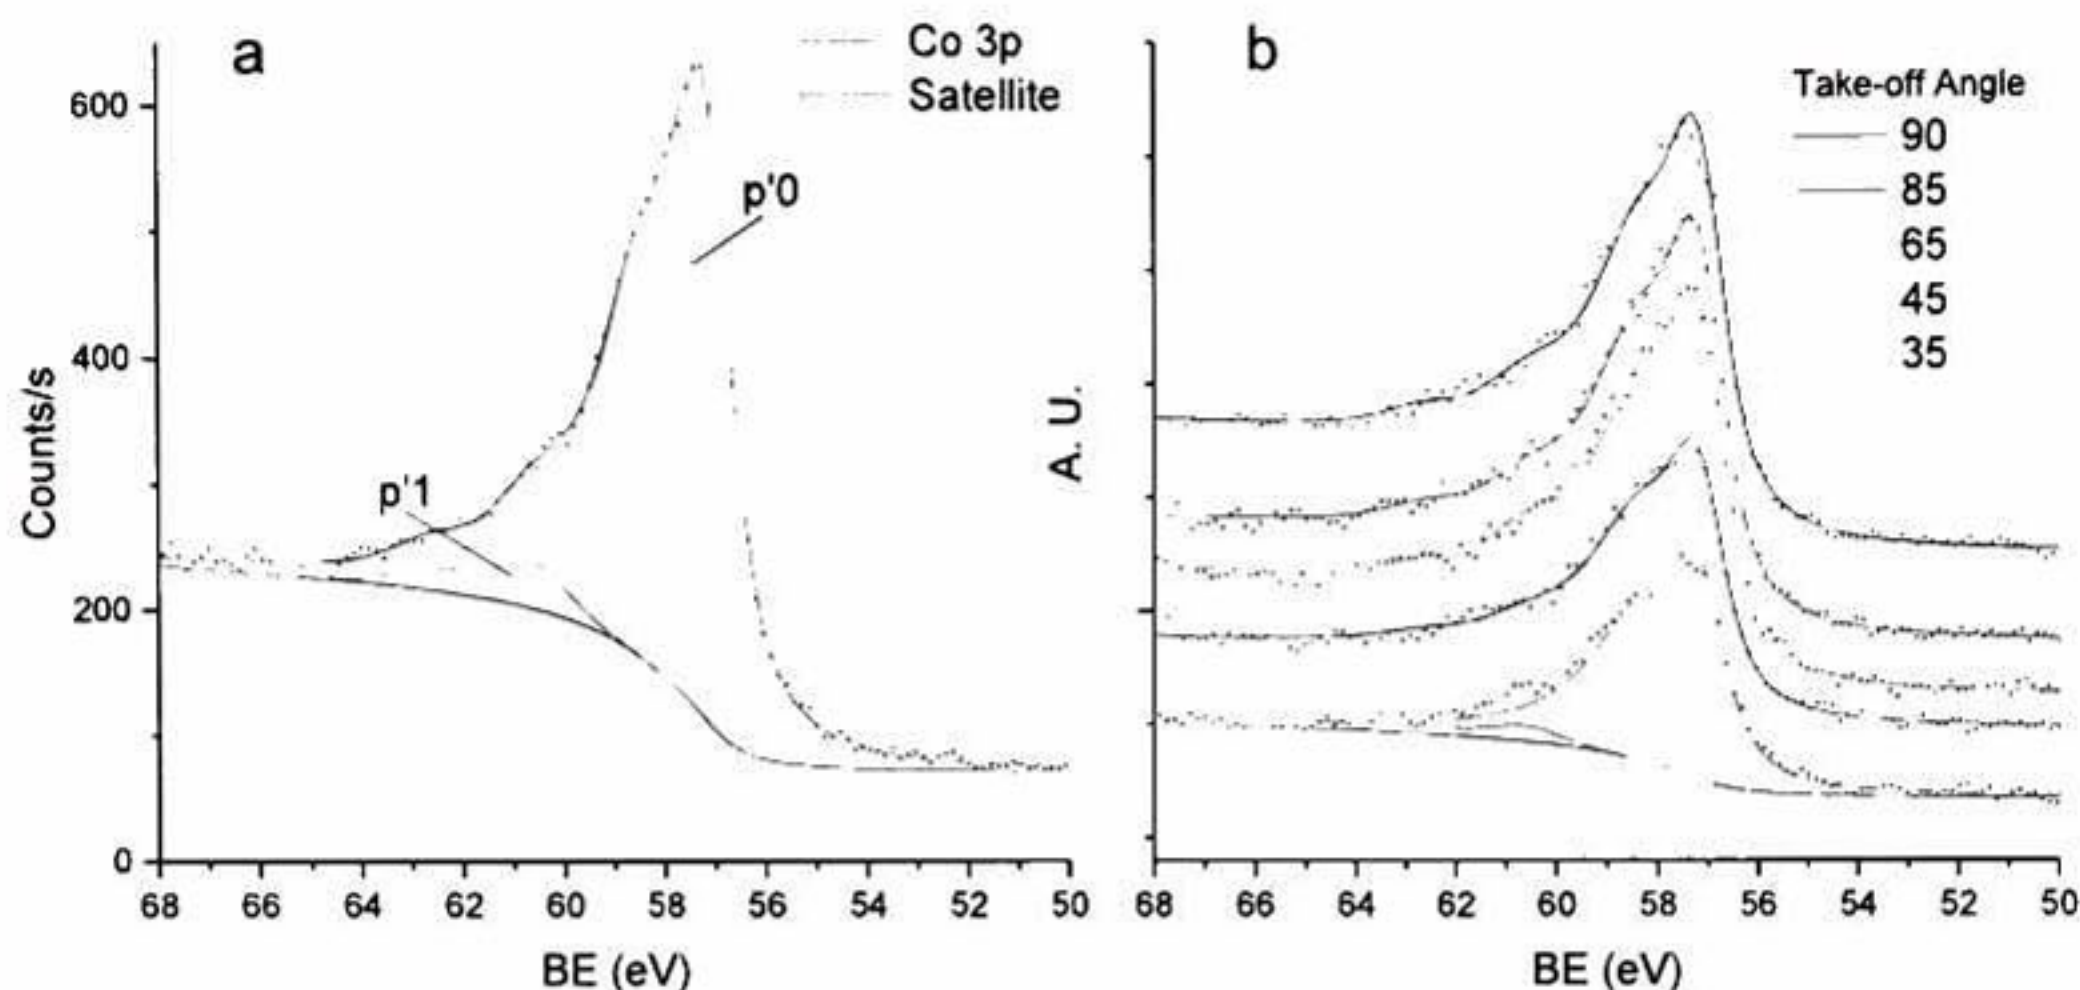 a
Co 3p
Satellite
p'0
p'1
600
400
200
0
Counts/s
68 66 64 62 60 58 56 54 52 50
BE (eV)
b
Take-off Angle
90
85
65
45
35
A. U.
68 66 64 62 60 58 56 54 52 50
BE (eV)